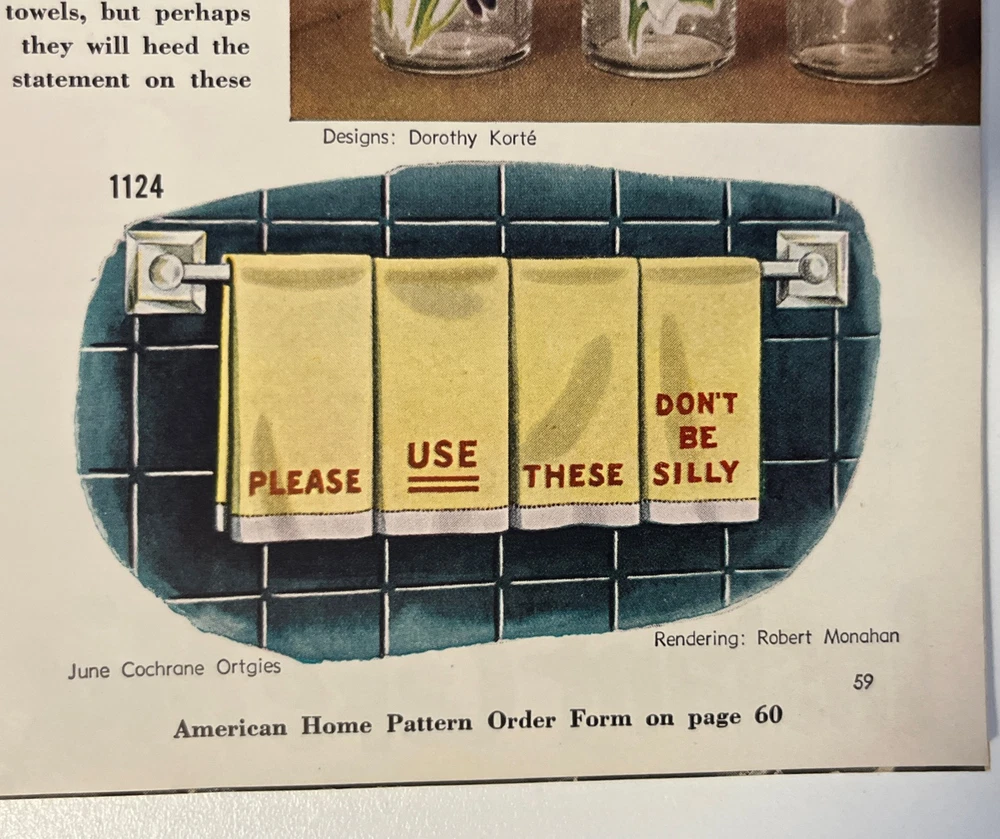 towels, but perhaps
they will heed the
statement on these
Designs: Dorothy Korté
1124
PLEASE
USE
THESE
DON'T
BE
SILLY
Rendering: Robert Monahan
June Cochrane Ortgies
59
American Home Pattern Order Form on page 60